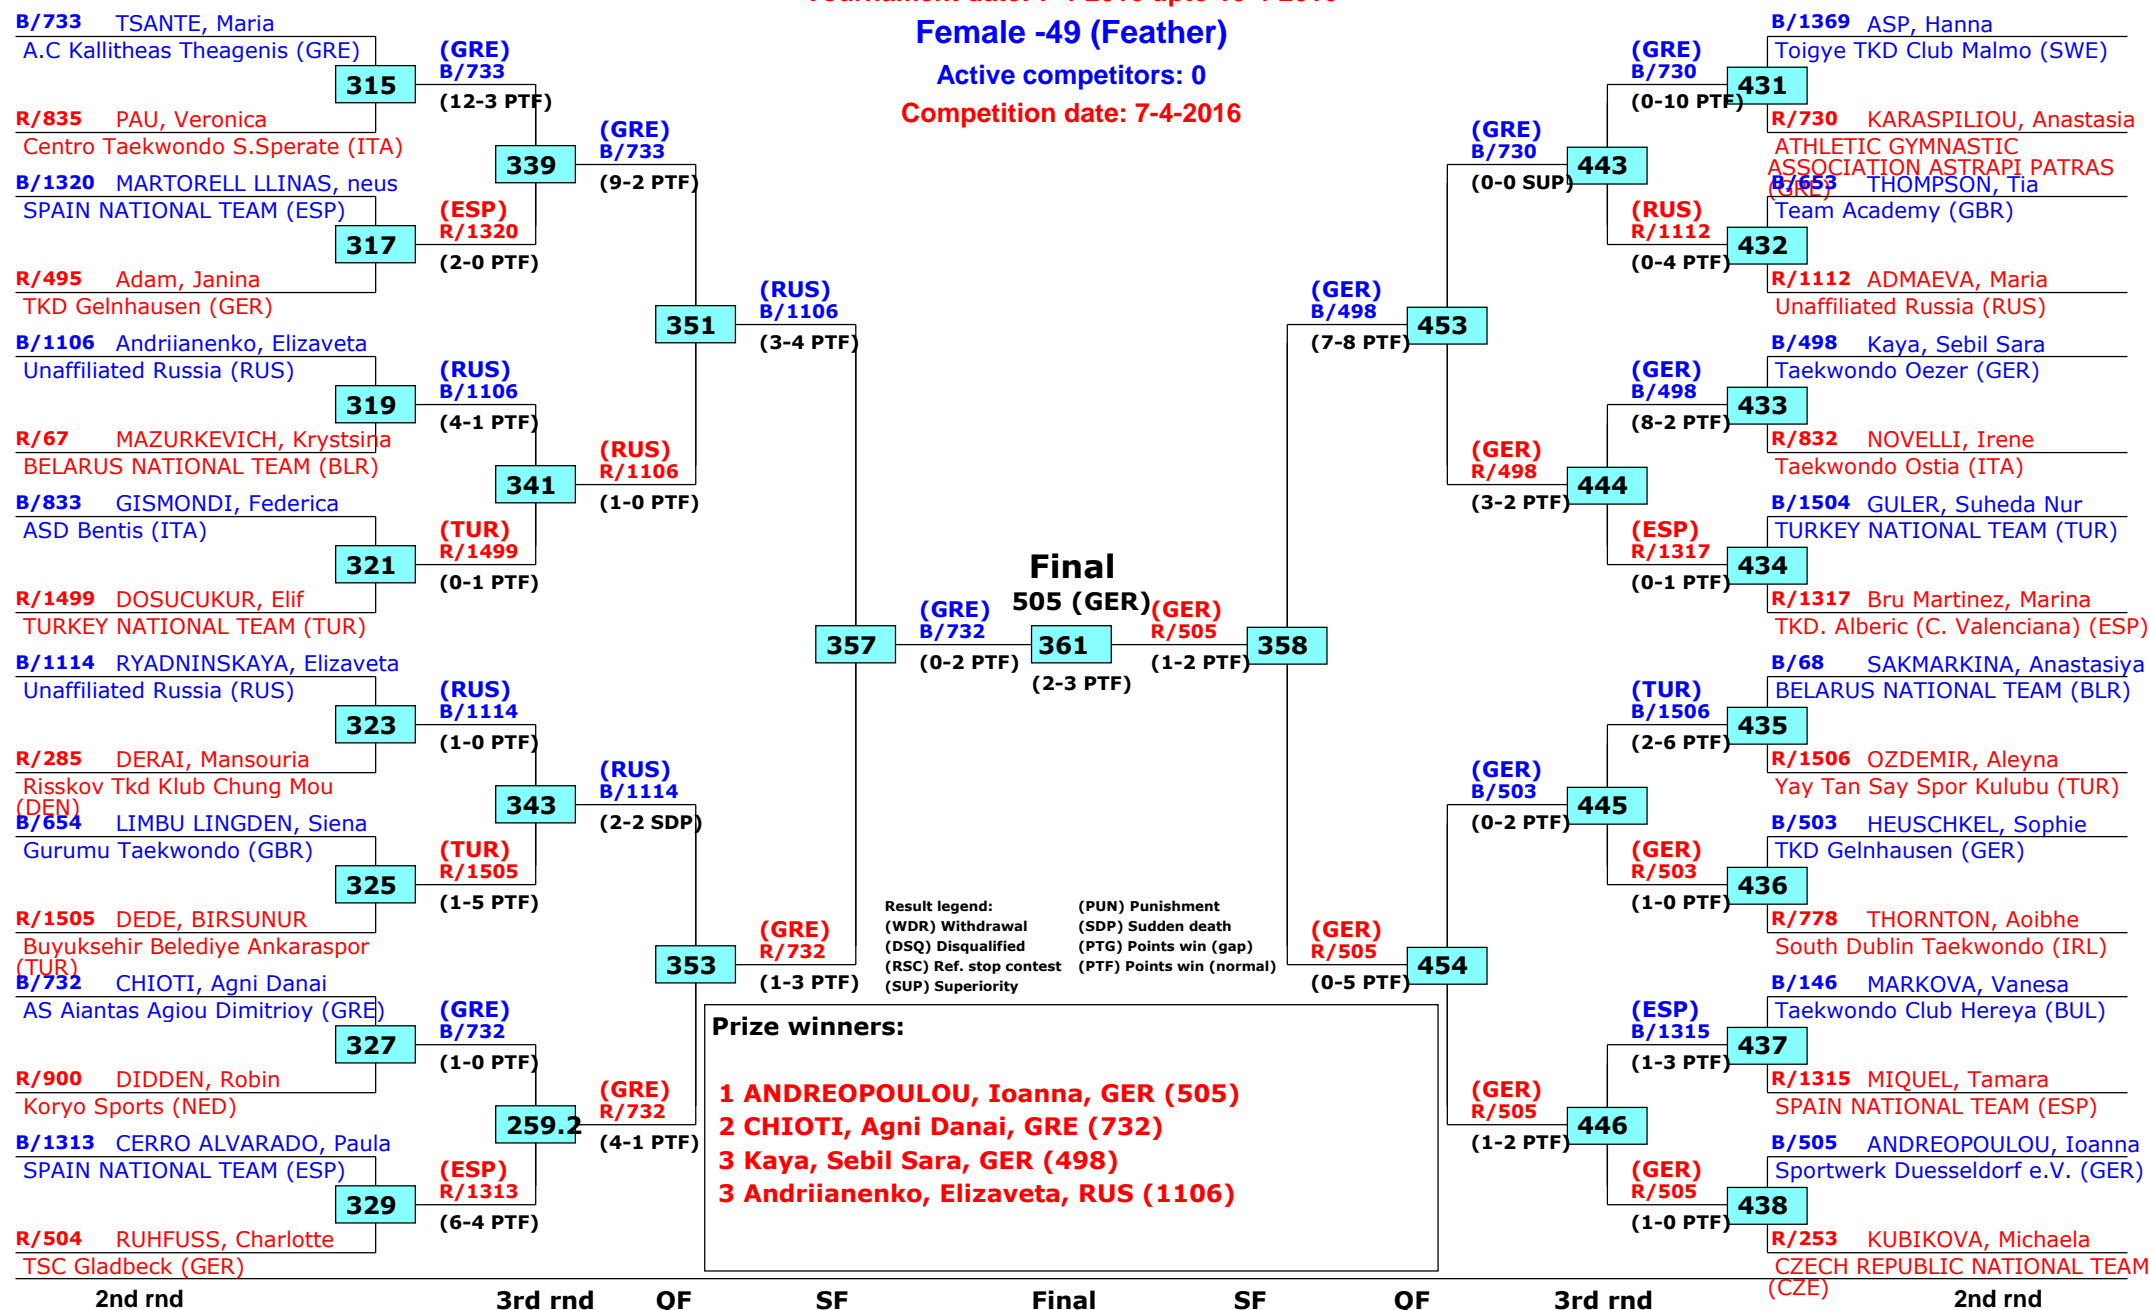 Female -49 (Feather)
Active competitors: 0
Competition date: 7-4-2016
B/733 TSANTE, Maria
A.C Kallitheas Theagenis (GRE)
315
R/835 PAU, Veronica
Centro Taekwondo S.Sperate (ITA)
B/1320 MARTORELL LLINAS, neus
SPAIN NATIONAL TEAM (ESP)
317
R/495 Adam, Janina
TKD Gelnhausen (GER)
B/1106 Andriianenko, Elizaveta
Unaffiliated Russia (RUS)
319
R/67 MAZURKEVICH, Krystsina
BELARUS NATIONAL TEAM (BLR)
B/833 GISMONDI, Federica
ASD Bentis (ITA)
321
R/1499 DOSUCUKUR, Elif
TURKEY NATIONAL TEAM (TUR)
B/1114 RYADNINSKAYA, Elizaveta
Unaffiliated Russia (RUS)
323
R/285 DERAI, Mansouria
Risskov Tkd Klub Chung Mou
(DEN)
B/654 LIMBU LINGDEN, Siena
Gurumu Taekwondo (GBR)
325
R/1505 DEDE, BIRSUNUR
Buyuksehir Belediye Ankaraspor
(TUR)
B/732 CHIOTI, Agni Danai
AS Aiantas Agiou Dimitrioy (GRE)
327
R/900 DIDDEN, Robin
Koryo Sports (NED)
B/1313 CERRO ALVARADO, Paula
SPAIN NATIONAL TEAM (ESP)
329
R/504 RUHFUSS, Charlotte
TSC Gladbeck (GER)
(GRE)
B/733
(12-3 PTF)
339
(ESP)
R/1320
(2-0 PTF)
(RUS)
B/1106
(4-1 PTF)
341
(TUR)
R/1499
(0-1 PTF)
(RUS)
B/1114
(1-0 PTF)
343
(TUR)
R/1505
(1-5 PTF)
(GRE)
B/732
(1-0 PTF)
259.2
(ESP)
R/1313
(6-4 PTF)
(GRE)
B/733
(9-2 PTF)
351
(RUS)
R/1106
(1-0 PTF)
(RUS)
B/1114
(2-2 SDP)
353
(GRE)
R/732
(4-1 PTF)
(RUS)
B/1106
(3-4 PTF)
357
(GRE)
R/732
(1-3 PTF)
(GRE)
B/732
(0-2 PTF)
Final
505 (GER)
361
(2-3 PTF)
(GER)
R/505
(1-2 PTF)
358
(GER)
B/498
(7-8 PTF)
(GER)
R/505
(0-5 PTF)
453
454
(GRE)
B/730
(0-0 SUP)
(GER)
R/498
(3-2 PTF)
(GER)
B/503
(0-2 PTF)
(GER)
R/505
(1-2 PTF)
443
444
445
446
(GRE)
B/730
(0-10 PTF)
(RUS)
R/1112
(0-4 PTF)
(GER)
B/498
(8-2 PTF)
(ESP)
R/1317
(0-1 PTF)
(TUR)
B/1506
(2-6 PTF)
(GER)
R/503
(1-0 PTF)
(ESP)
B/1315
(1-3 PTF)
(GER)
R/505
(1-0 PTF)
B/1369 ASP, Hanna
Toigye TKD Club Malmo (SWE)
431
R/730 KARASPILIOU, Anastasia
ATHLETIC GYMNASTIC
ASSOCIATION ASTRAPI PATRAS
(GRE)
B/653 THOMPSON, Tia
Team Academy (GBR)
432
R/1112 ADMAEVA, Maria
Unaffiliated Russia (RUS)
B/498 Kaya, Sebil Sara
Taekwondo Oezer (GER)
433
R/832 NOVELLI, Irene
Taekwondo Ostia (ITA)
B/1504 GULER, Suheda Nur
TURKEY NATIONAL TEAM (TUR)
434
R/1317 Bru Martinez, Marina
TKD. Alberic (C. Valenciana) (ESP)
B/68 SAKMARKINA, Anastasiya
BELARUS NATIONAL TEAM (BLR)
435
R/1506 OZDEMIR, Aleyna
Yay Tan Say Spor Kulubu (TUR)
B/503 HEUSCHKEL, Sophie
TKD Gelnhausen (GER)
436
R/778 THORNTON, Aoibhe
South Dublin Taekwondo (IRL)
B/146 MARKOVA, Vanesa
Taekwondo Club Hereya (BUL)
437
R/1315 MIQUEL, Tamara
SPAIN NATIONAL TEAM (ESP)
B/505 ANDREOPOULOU, Ioanna
Sportwerk Duesseldorf e.V. (GER)
438
R/253 KUBIKOVA, Michaela
CZECH REPUBLIC NATIONAL TEAM
(CZE)
Result legend: (PUN) Punishment
(WDR) Withdrawal (SDP) Sudden death
(DSQ) Disqualified (PTG) Points win (gap)
(RSC) Ref. stop contest (PTF) Points win (normal)
(SUP) Superiority
Prize winners:
1 ANDREOPOULOU, Ioanna, GER (505)
2 CHIOTI, Agni Danai, GRE (732)
3 Kaya, Sebil Sara, GER (498)
3 Andriianenko, Elizaveta, RUS (1106)
2nd rnd 3rd rnd QF SF Final SF QF 3rd rnd 2nd rnd